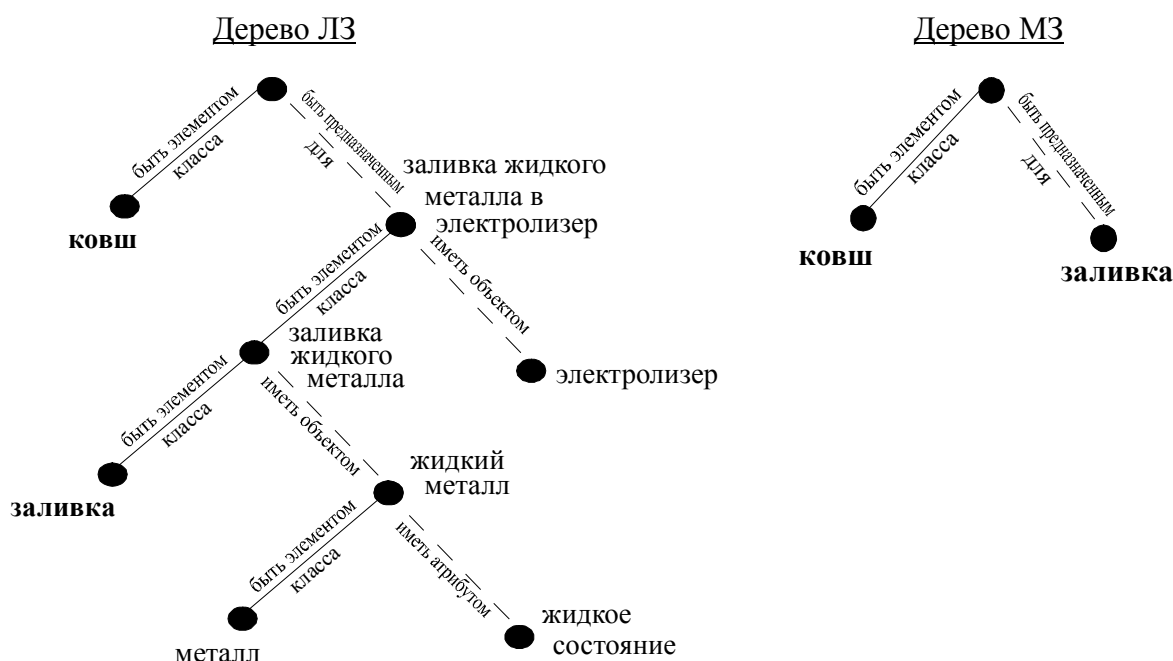 Дерево ЛЗ
Дерево МЗ
быть элементом
класса
быть предназначенным
для
быть элементом
класса
быть предназначенным
для
ковш
заливка жидкого
металла в
электролизер
ковш
заливка
быть элементом
класса
иметь объектом
заливка
жидкого
металла
электролизер
быть элементом
класса
иметь объектом
заливка
жидкий
металл
быть элементом
класса
иметь атрибутом
металл
жидкое
состояние